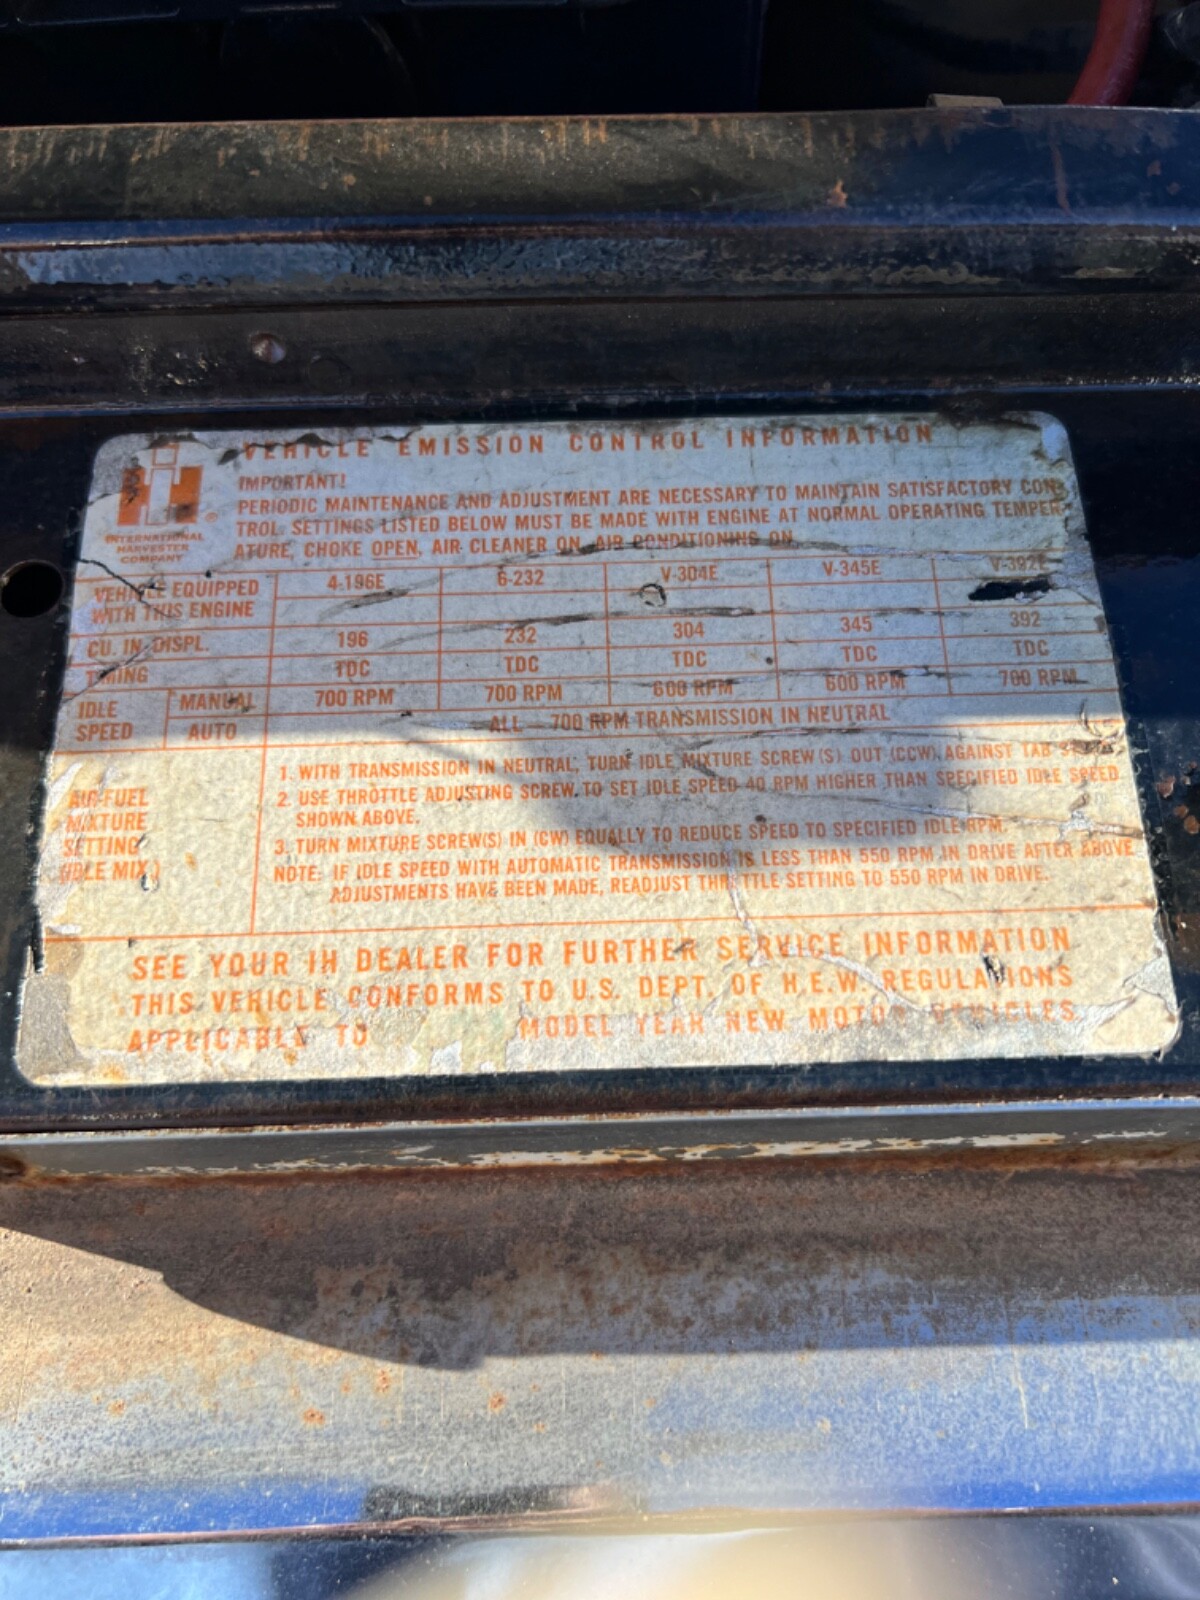 VEHICLE EMISSION CONTROL INFORMATION
IH
®
INTERNATIONAL
HARVESTER
COMPANY
IMPORTANT!
PERIODIC MAINTENANCE AND ADJUSTMENT ARE NECESSARY TO MAINTAIN SATISFACTORY CON-
TROL. SETTINGS LISTED BELOW MUST BE MADE WITH ENGINE AT NORMAL OPERATING TEMPER-
ATURE, CHOKE OPEN, AIR CLEANER ON, AIR CONDITIONING ON
VEHICLE EQUIPPED WITH THIS ENGINE 4-196E 6-232 V-304E V-345E V-392E
CU. IN. DISPL. 196 232 304 345 392
TIMING TDC TDC TDC TDC TDC
IDLE SPEED MANUAL 700 RPM 700 RPM 600 RPM 600 RPM 700 RPM
AUTO ALL - 700 RPM TRANSMISSION IN NEUTRAL
AIR-FUEL
MIXTURE
SETTING
(IDLE MIX.)
1. WITH TRANSMISSION IN NEUTRAL, TURN IDLE MIXTURE SCREW(S) OUT (CCW) AGAINST TAB
2. USE THROTTLE ADJUSTING SCREW TO SET IDLE SPEED 40 RPM HIGHER THAN SPECIFIED IDLE SPEED
SHOWN ABOVE.
3. TURN MIXTURE SCREW(S) IN (CW) EQUALLY TO REDUCE SPEED TO SPECIFIED IDLE RPM.
NOTE: IF IDLE SPEED WITH AUTOMATIC TRANSMISSION IS LESS THAN 550 RPM IN DRIVE AFTER ABOVE
ADJUSTMENTS HAVE BEEN MADE, READJUST THROTTLE SETTING TO 550 RPM IN DRIVE.
SEE YOUR IH DEALER FOR FURTHER SERVICE INFORMATION
THIS VEHICLE CONFORMS TO U.S. DEPT. OF H.E.W. REGULATIONS
APPLICABLE TO MODEL YEAR NEW MOTOR VEHICLES